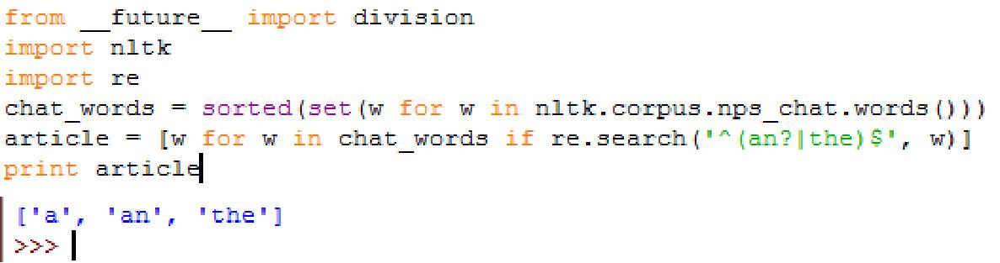 from __future__ import division
import nltk
import re
chat_words = sorted(set(w for w in nltk.corpus.nps_chat.words()))
article = [w for w in chat_words if re.search('^(an?|the)$', w)]
print article
['a', 'an', 'the']
>>>